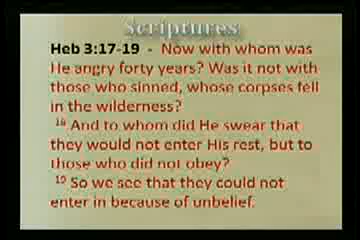 Scriptures
Heb 3:17-19 - Now with whom was
He angry forty years? Was it not with
those who sinned, whose corpses fell
in the wilderness?
18 And to whom did He swear that
they would not enter His rest, but to
those who did not obey?
19 So we see that they could not
enter in because of unbelief.